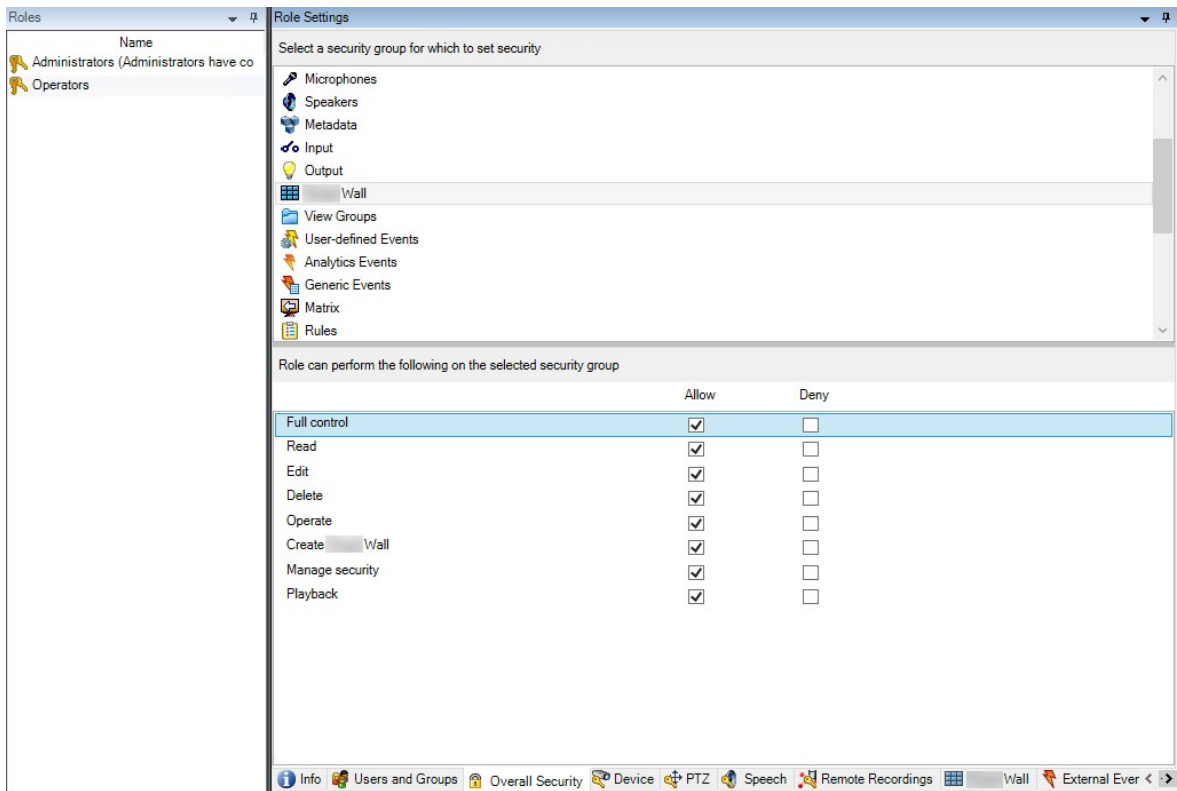 Roles
Name
Administrators (Administrators have co
Operators
Role Settings
Select a security group for which to set security
Microphones
Speakers
Metadata
Input
Output
Wall
View Groups
User-defined Events
Analytics Events
Generic Events
Matrix
Rules
Role can perform the following on the selected security group
Allow Deny
Full control
Read
Edit
Delete
Operate
Create Wall
Manage security
Playback
Info Users and Groups Overall Security Device PTZ Speech Remote Recordings Wall External Ever